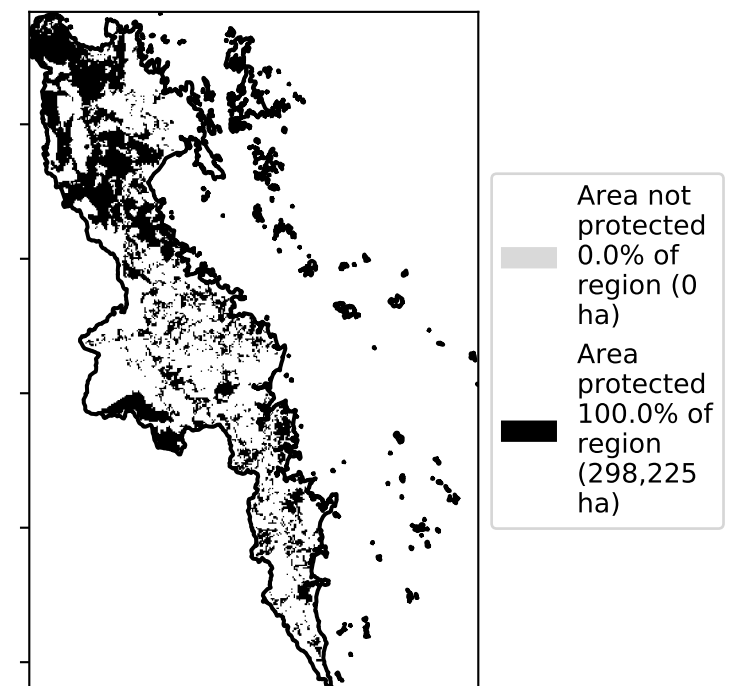 Area not
protected
0.0% of
region (0
ha)
Area
protected
100.0% of
region
(298,225
ha)